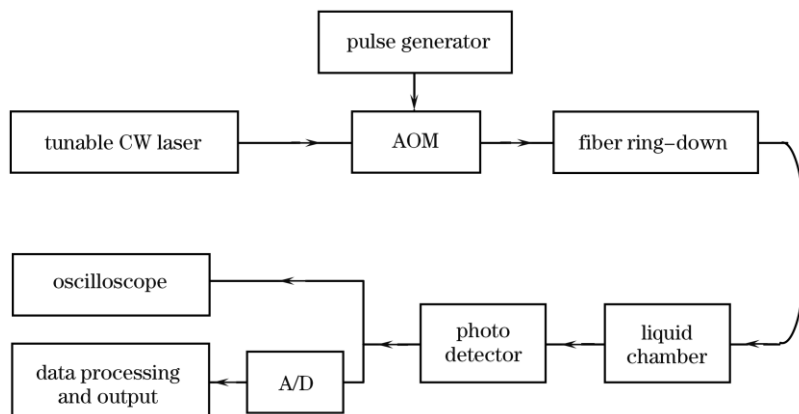 pulse generator
tunable CW laser
AOM
fiber ring–down
oscilloscope
photo
detector
liquid
chamber
data processing
and output
A/D